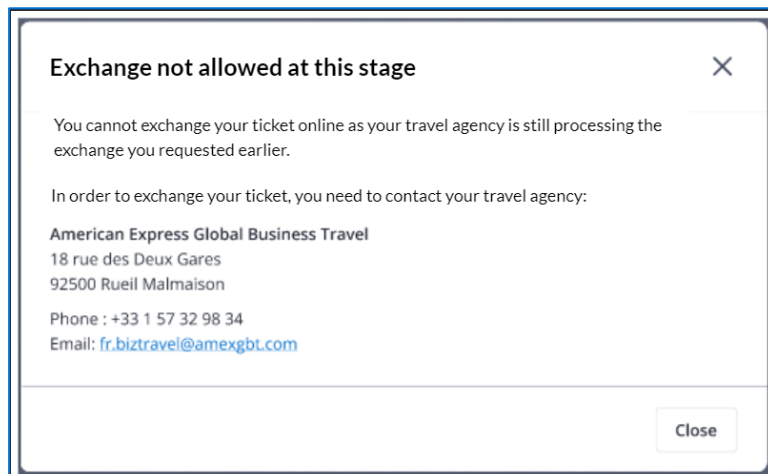 Exchange not allowed at this stage
You cannot exchange your ticket online as your travel agency is still processing the
exchange you requested earlier.
In order to exchange your ticket, you need to contact your travel agency:
American Express Global Business Travel
18 rue des Deux Gares
92500 Rueil Malmaison
Phone : +33 1 57 32 98 34
Email: fr.biztravel@amexgbt.com
Close